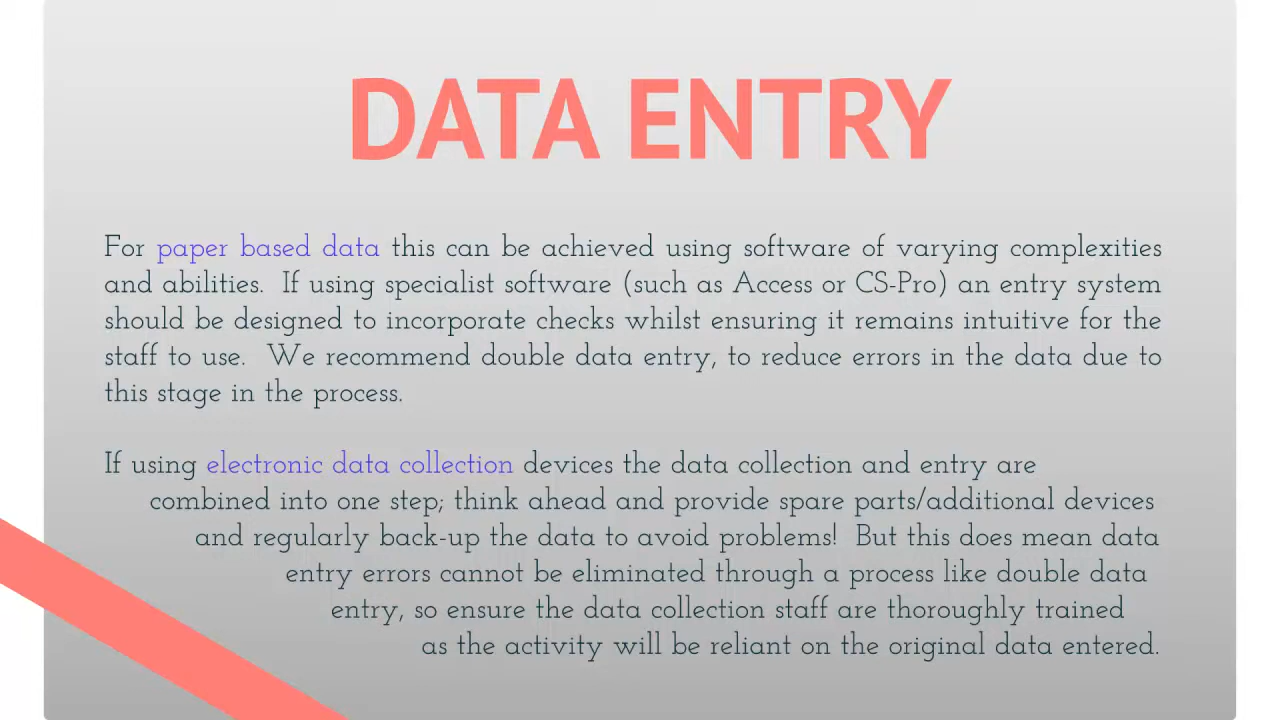 DATA ENTRY
For paper based data this can be achieved using software of varying complexities
and abilities.  If using specialist software (such as Access or CS-Pro) an entry system
should be designed to incorporate checks whilst ensuring it remains intuitive for the
staff to use.  We recommend double data entry, to reduce errors in the data due to
this stage in the process.
If using electronic data collection devices the data collection and entry are
combined into one step; think ahead and provide spare parts/additional devices
and regularly back-up the data to avoid problems!  But this does mean data
entry errors cannot be eliminated through a process like double data
entry, so ensure the data collection staff are thoroughly trained
as the activity will be reliant on the original data entered.